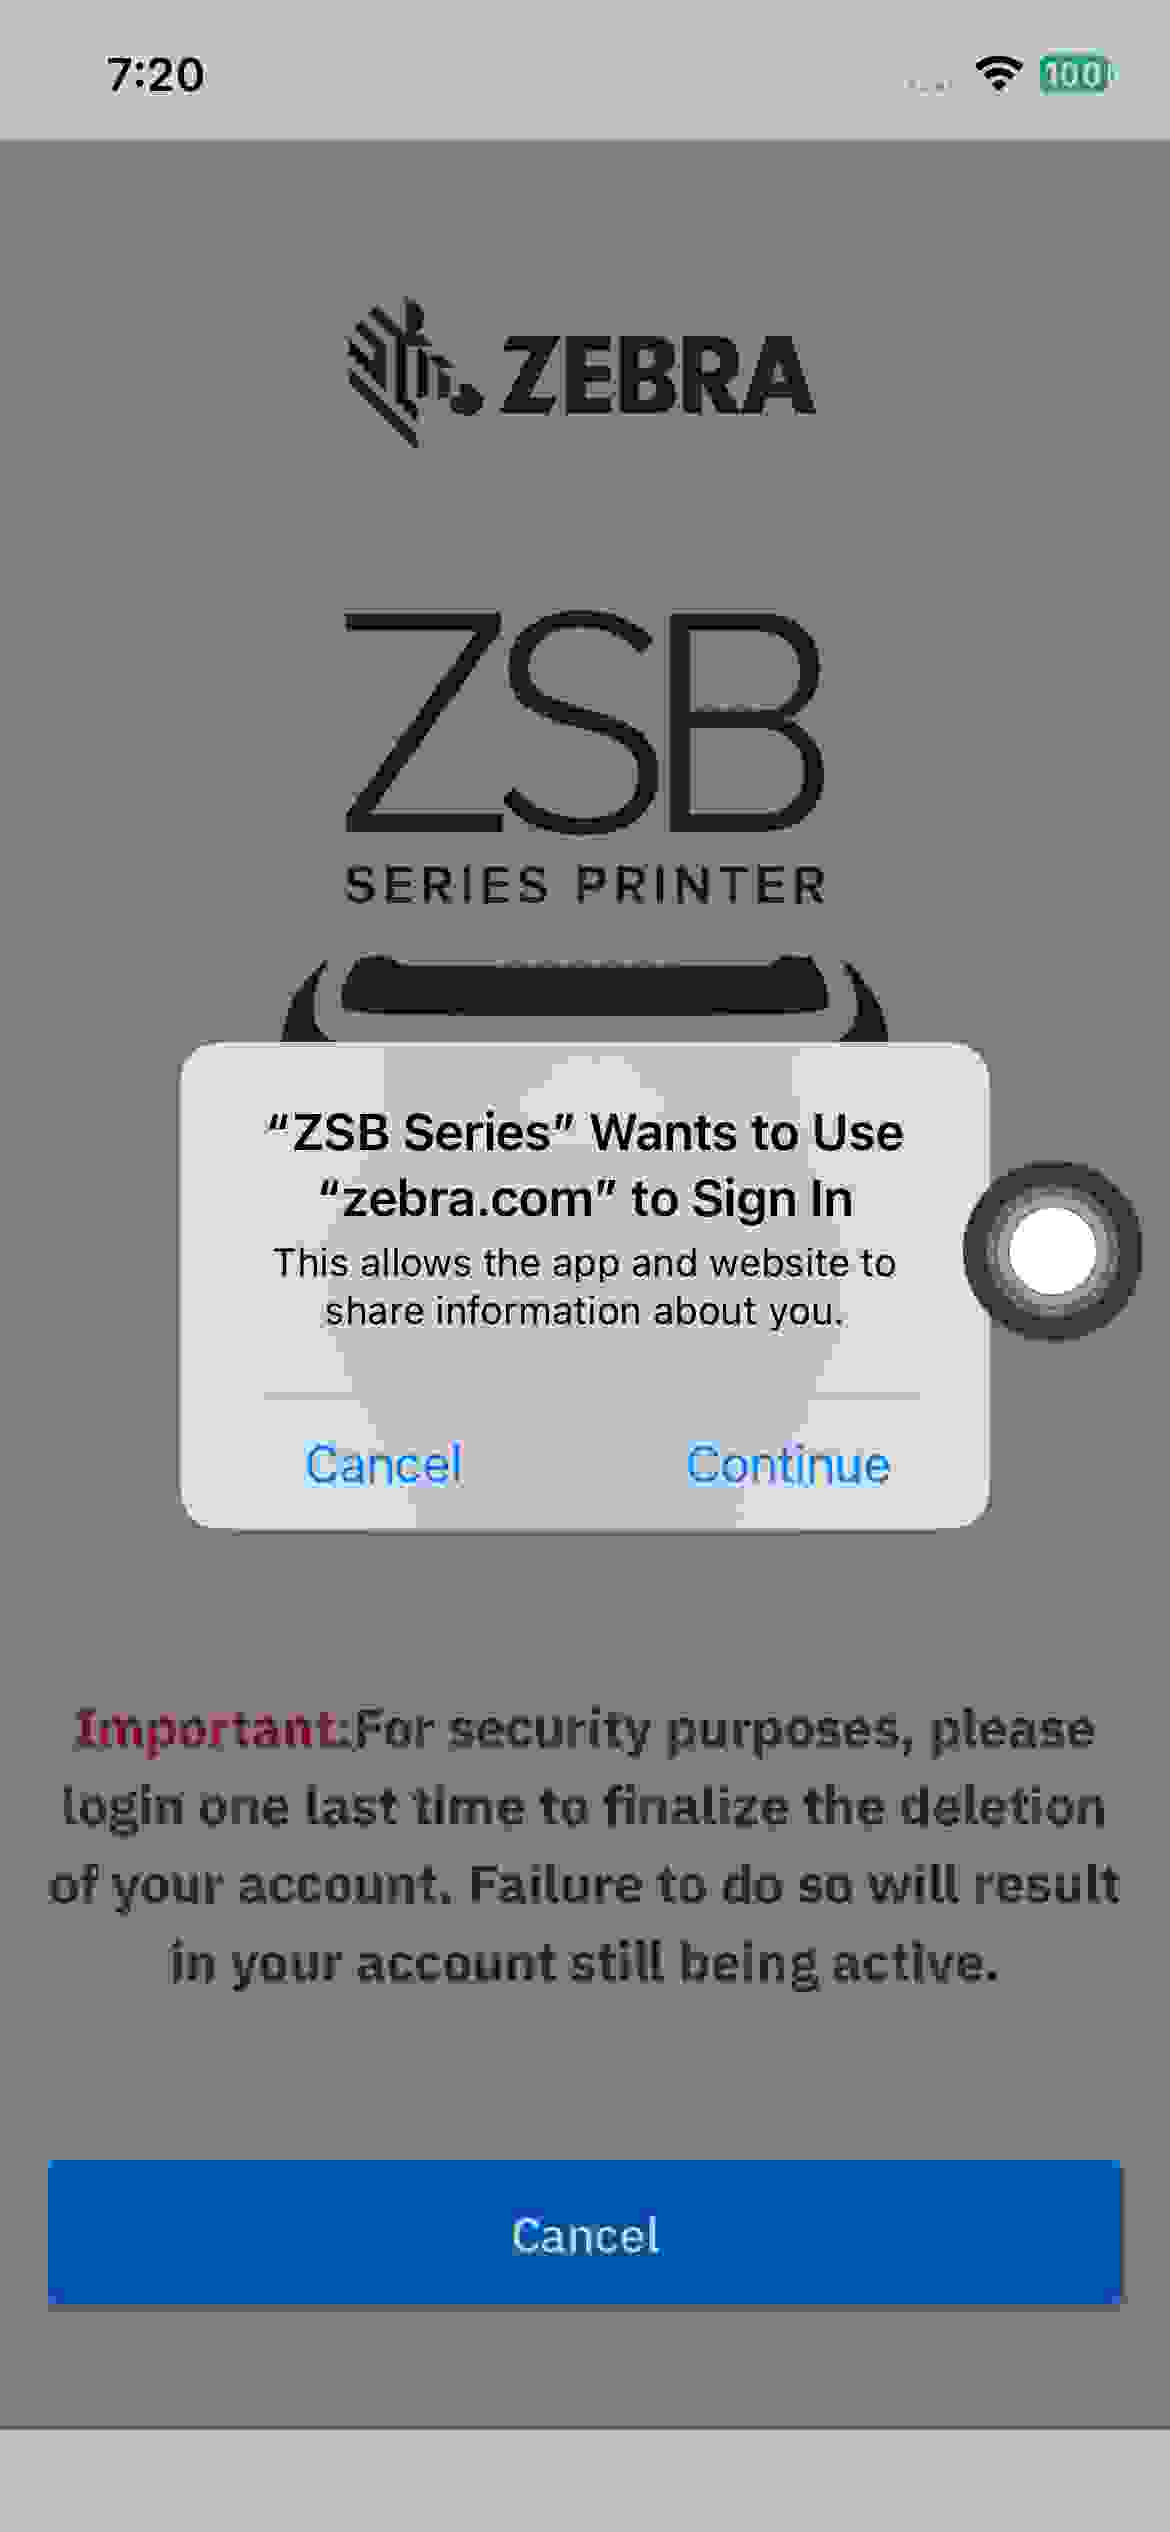 7:20
100
ZEBRA
ZSB
SERIES PRINTER
“ZSB Series” Wants to Use
“zebra.com” to Sign In
This allows the app and website to
share information about you.
Cancel
Continue
Important:For security purposes, please
login one last time to finalize the deletion
of your account. Failure to do so will result
in your account still being active.
Cancel